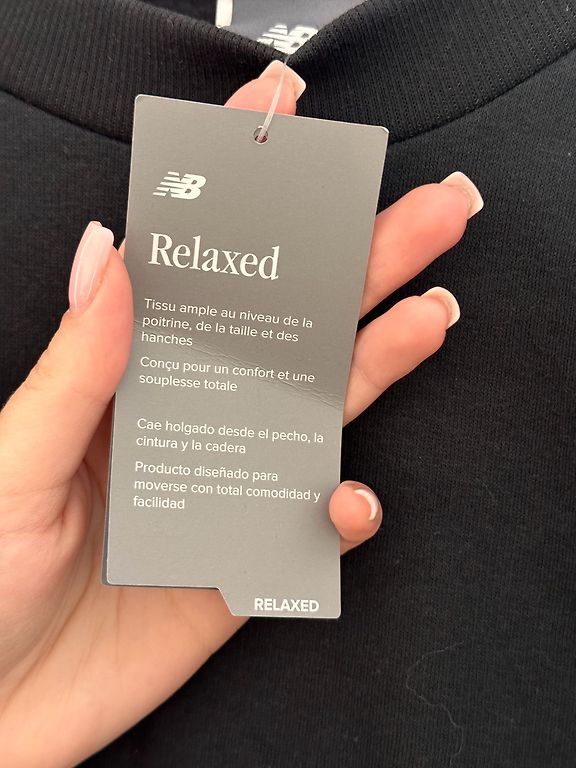 NB
Relaxed
Tissu ample au niveau de la
poitrine, de la taille et des
hanches
Conçu pour un confort et une
souplesse totale
Cae holgado desde el pecho, la
cintura y la cadera
Producto diseñado para
moverse con total comodidad y
facilidad
RELAXED